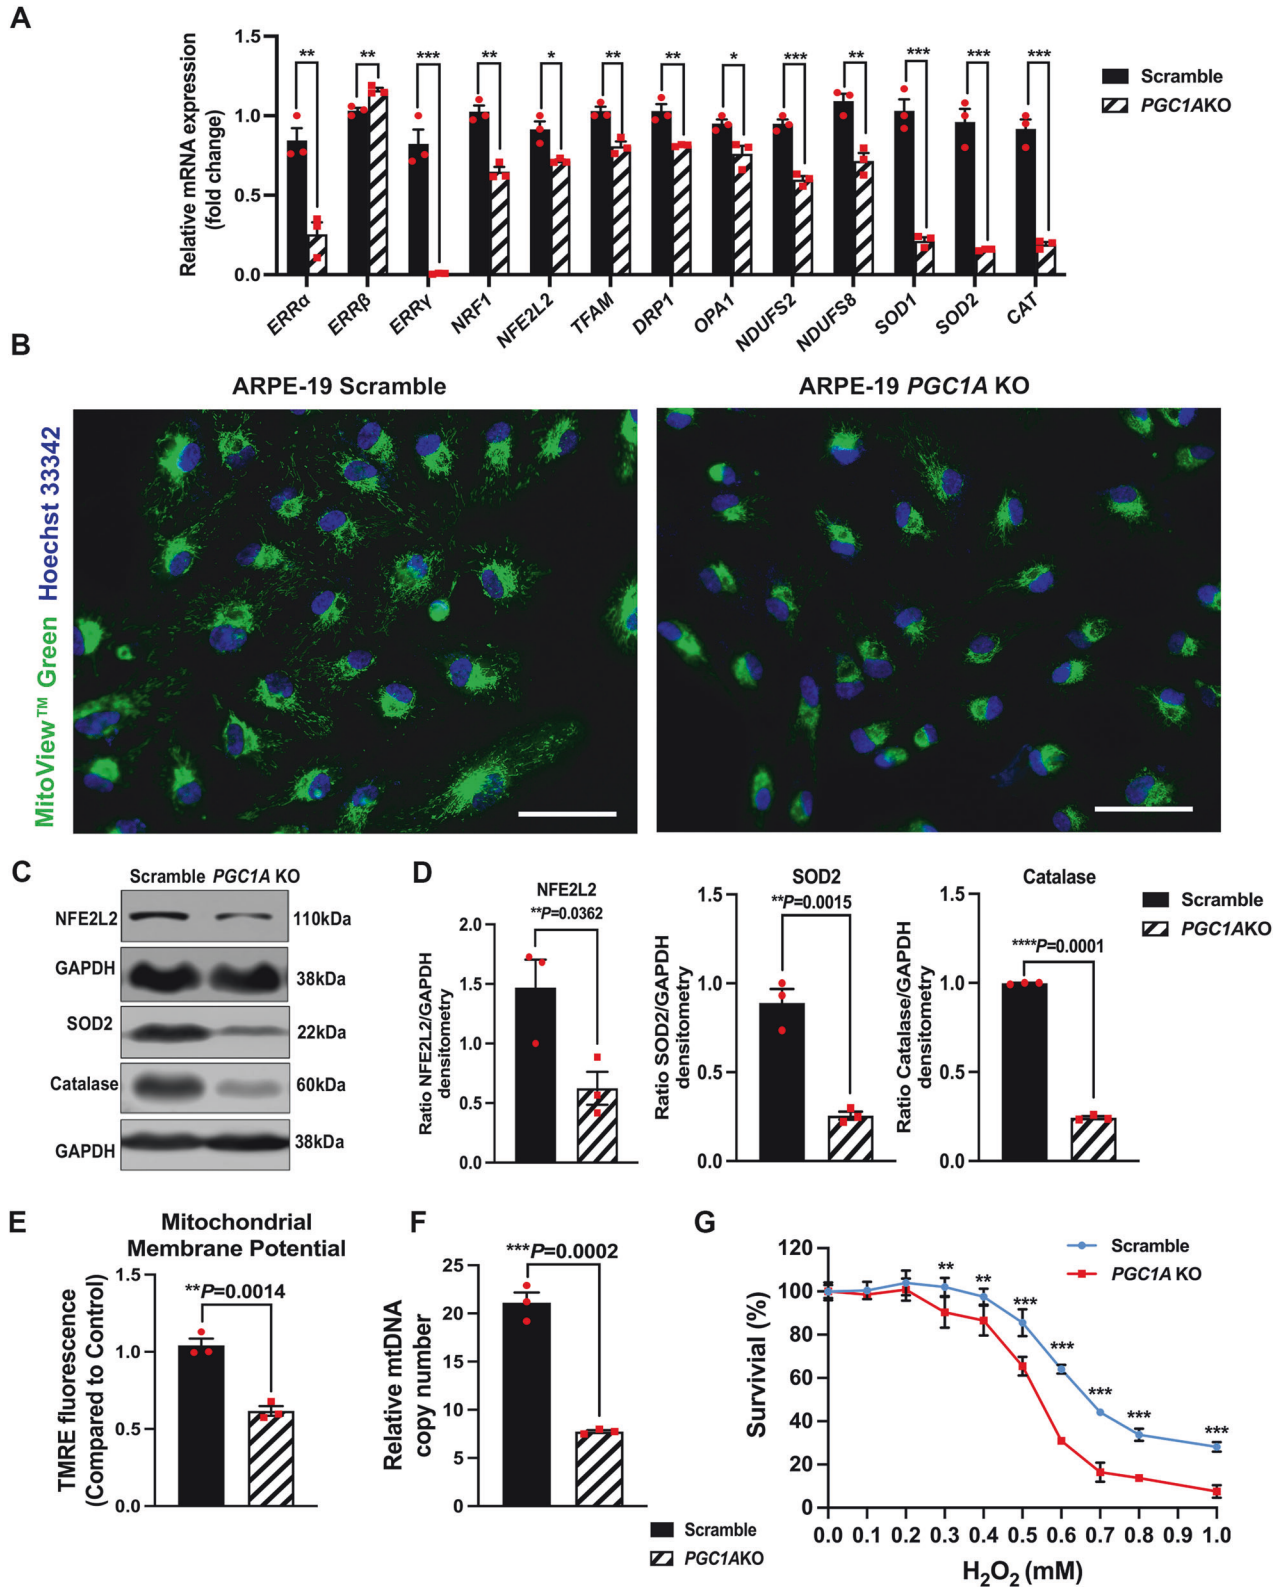 A
Relative mRNA expression
(fold change)
1.5
1.0
0.5
0.0
** ** *** ** * ** ** * *** ** *** *** ***
ERRα ERRβ ERRγ NRF1 NFE2L2 TFAM DRP1 OPA1 NDUFS2 NDUFS8 SOD1 SOD2 CAT
Scramble
PGC1AKO
B
ARPE-19 Scramble
ARPE-19 PGC1A KO
MitoView™ Green Hoechst 33342
C
Scramble PGC1A KO
NFE2L2 110kDa
GAPDH 38kDa
SOD2 22kDa
Catalase 60kDa
GAPDH 38kDa
D
NFE2L2
**P=0.0362
Ratio NFE2L2/GAPDH
densitometry
2.0
1.5
1.0
0.5
0.0
SOD2
**P=0.0015
Ratio SOD2/GAPDH
densitometry
1.5
1.0
0.5
0.0
Catalase
****P=0.0001
Ratio Catalase/GAPDH
densitometry
1.5
1.0
0.5
0.0
Scramble
PGC1AKO
E
Mitochondrial
Membrane Potential
**P=0.0014
TMRE fluorescence
(Compared to Control)
1.5
1.0
0.5
0.0
F
***P=0.0002
Relative mtDNA
copy number
25
20
15
10
5
0
Scramble
PGC1AKO
G
Survivial (%)
120
100
80
60
40
20
0
** ** *** *** *** *** ***
Scramble
PGC1A KO
0.0 0.1 0.2 0.3 0.4 0.5 0.6 0.7 0.8 0.9 1.0
H₂O₂ (mM)